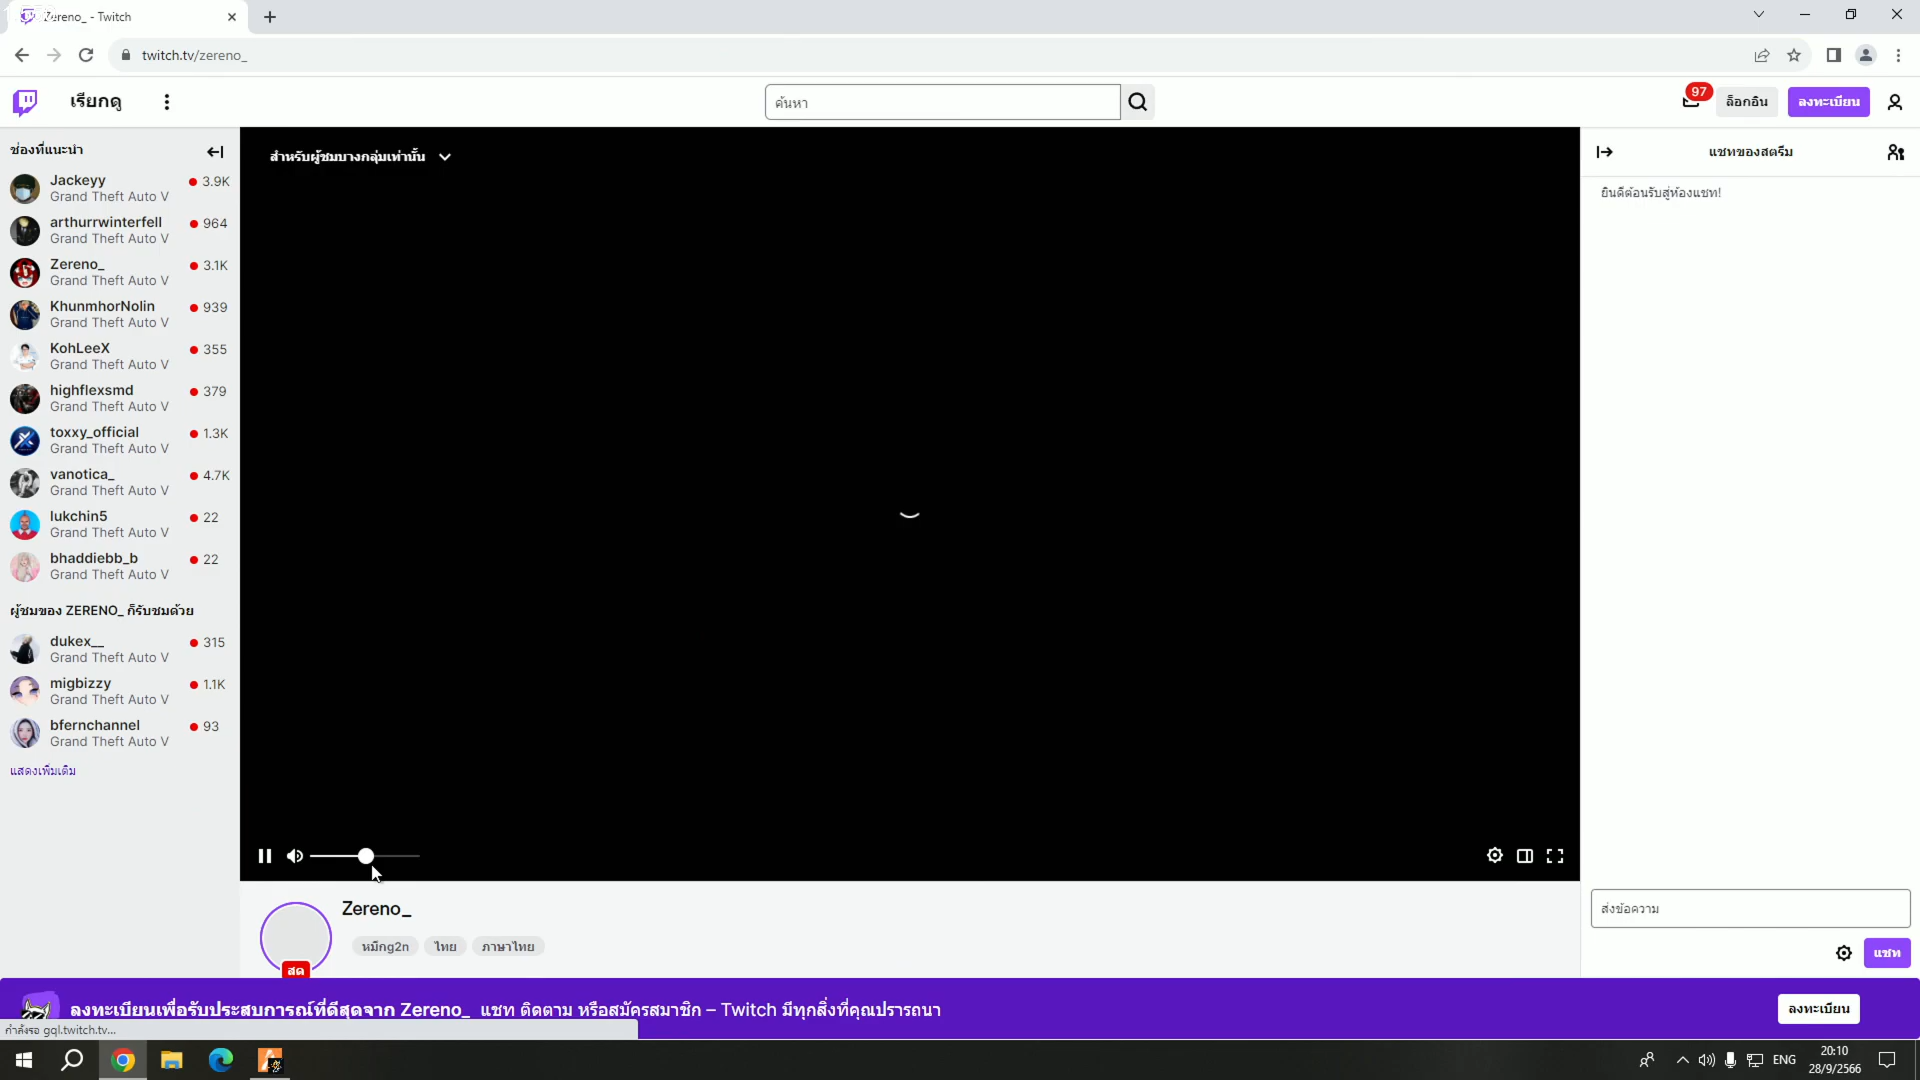 Zereno_ - Twitch
twitch.tv/zereno_
เรียกดู
ค้นหา
97
ล็อกอิน
ลงทะเบียน
ช่องที่แนะนำ
Jackeyy
3.9K
Grand Theft Auto V
arthurrwinterfell
964
Grand Theft Auto V
Zereno_
3.1K
Grand Theft Auto V
KhunmhorNolin
939
Grand Theft Auto V
KohLeeX
355
Grand Theft Auto V
highflexsmd
379
Grand Theft Auto V
toxxy_official
1.3K
Grand Theft Auto V
vanotica_
4.7K
Grand Theft Auto V
lukchin5
22
Grand Theft Auto V
bhaddiebb_b
22
Grand Theft Auto V
ผู้ชมของ ZERENO_ ก็รับชมด้วย
dukex__
315
Grand Theft Auto V
migbizzy
1.1K
Grand Theft Auto V
bfernchannel
93
Grand Theft Auto V
แสดงเพิ่มเติม
สำหรับผู้ชมบางกลุ่มเท่านั้น
แชทของสตรีม
ยินดีต้อนรับสู่ห้องแชท!
Zereno_
หมีกg2n
ไทย
ภาษาไทย
สด
ส่งข้อความ
แชท
ลงทะเบียนเพื่อรับประสบการณ์ที่ดีสุดจาก Zereno_ แชท ติดตาม หรือสมัครสมาชิก – Twitch มีทุกสิ่งที่คุณปรารถนา
ลงทะเบียน
กำลังรอ gql.twitch.tv...
ENG
20:10
28/9/2566